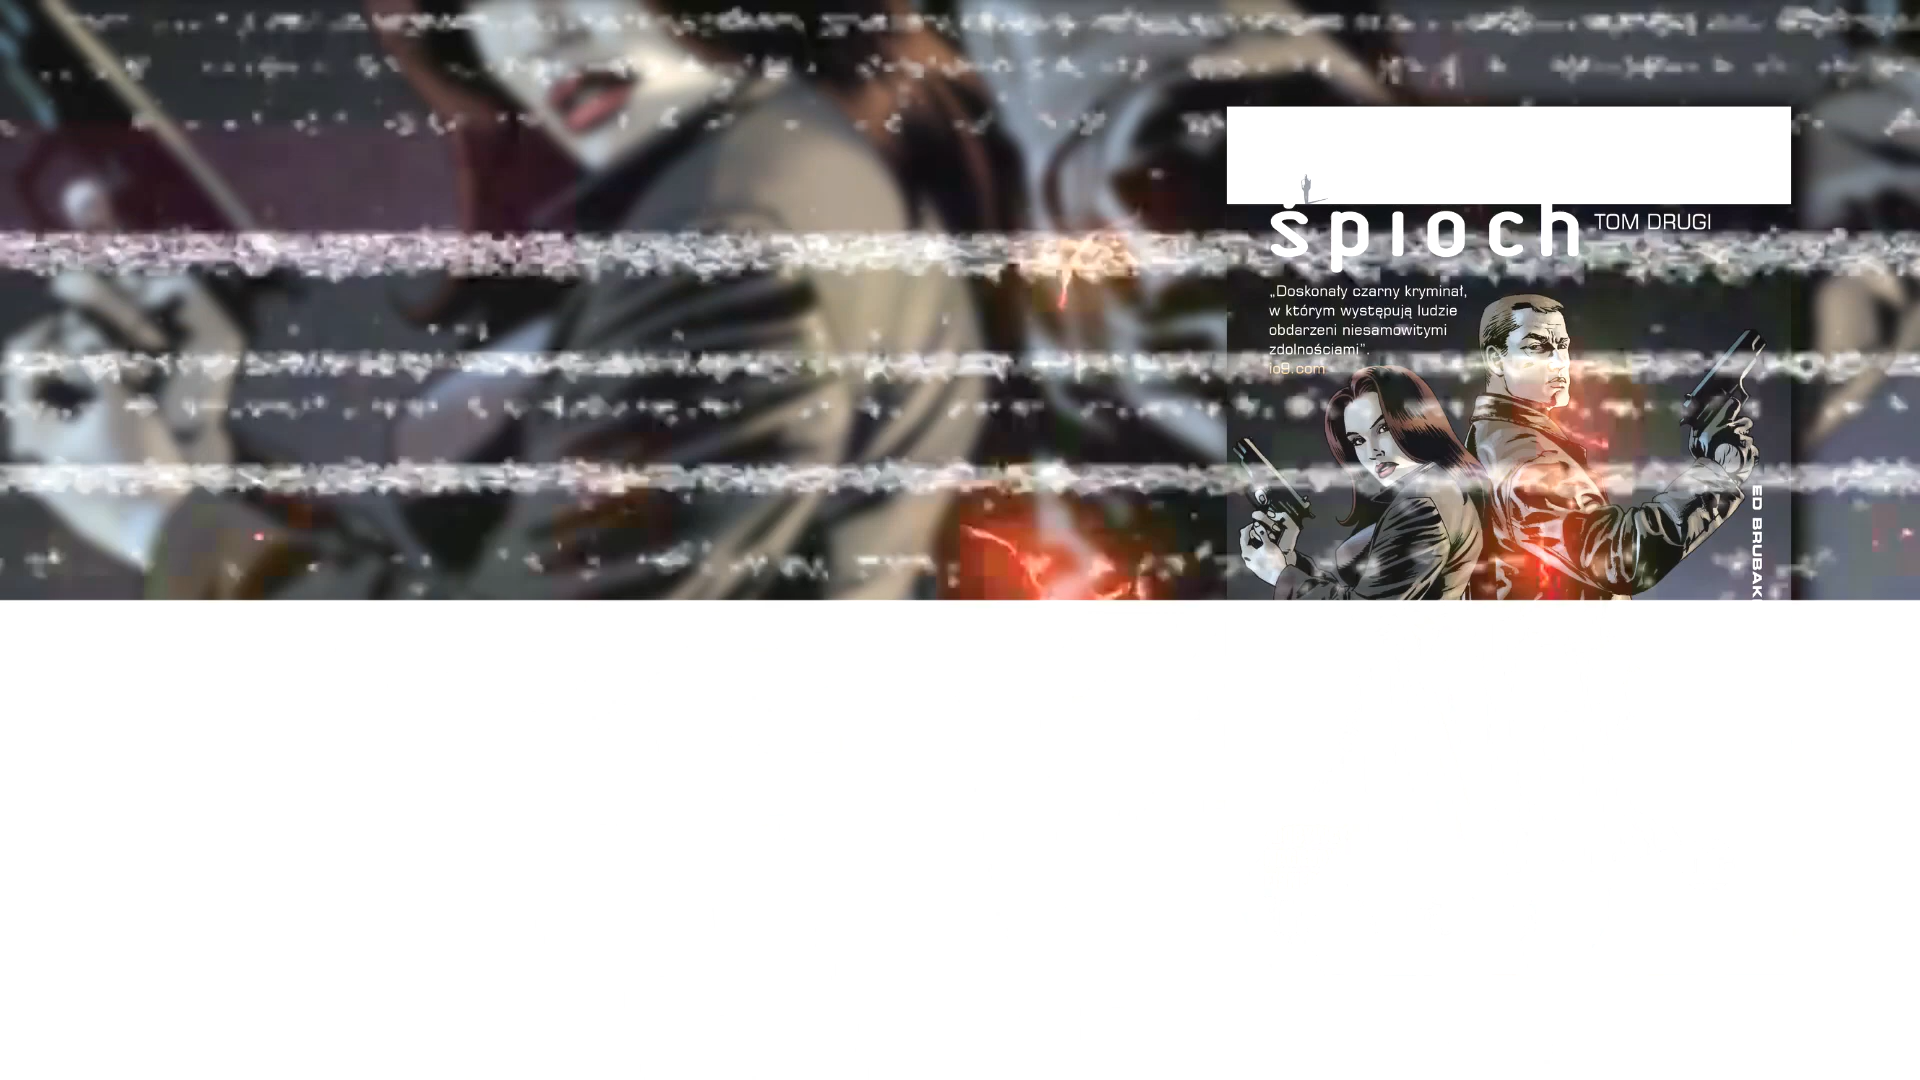 śpioch TOM DRUGI
„Doskonały czarny kryminał,
w którym występują ludzie
obdarzeni niesamowitymi
zdolnościami”.
io9.com
ED BRUBAK